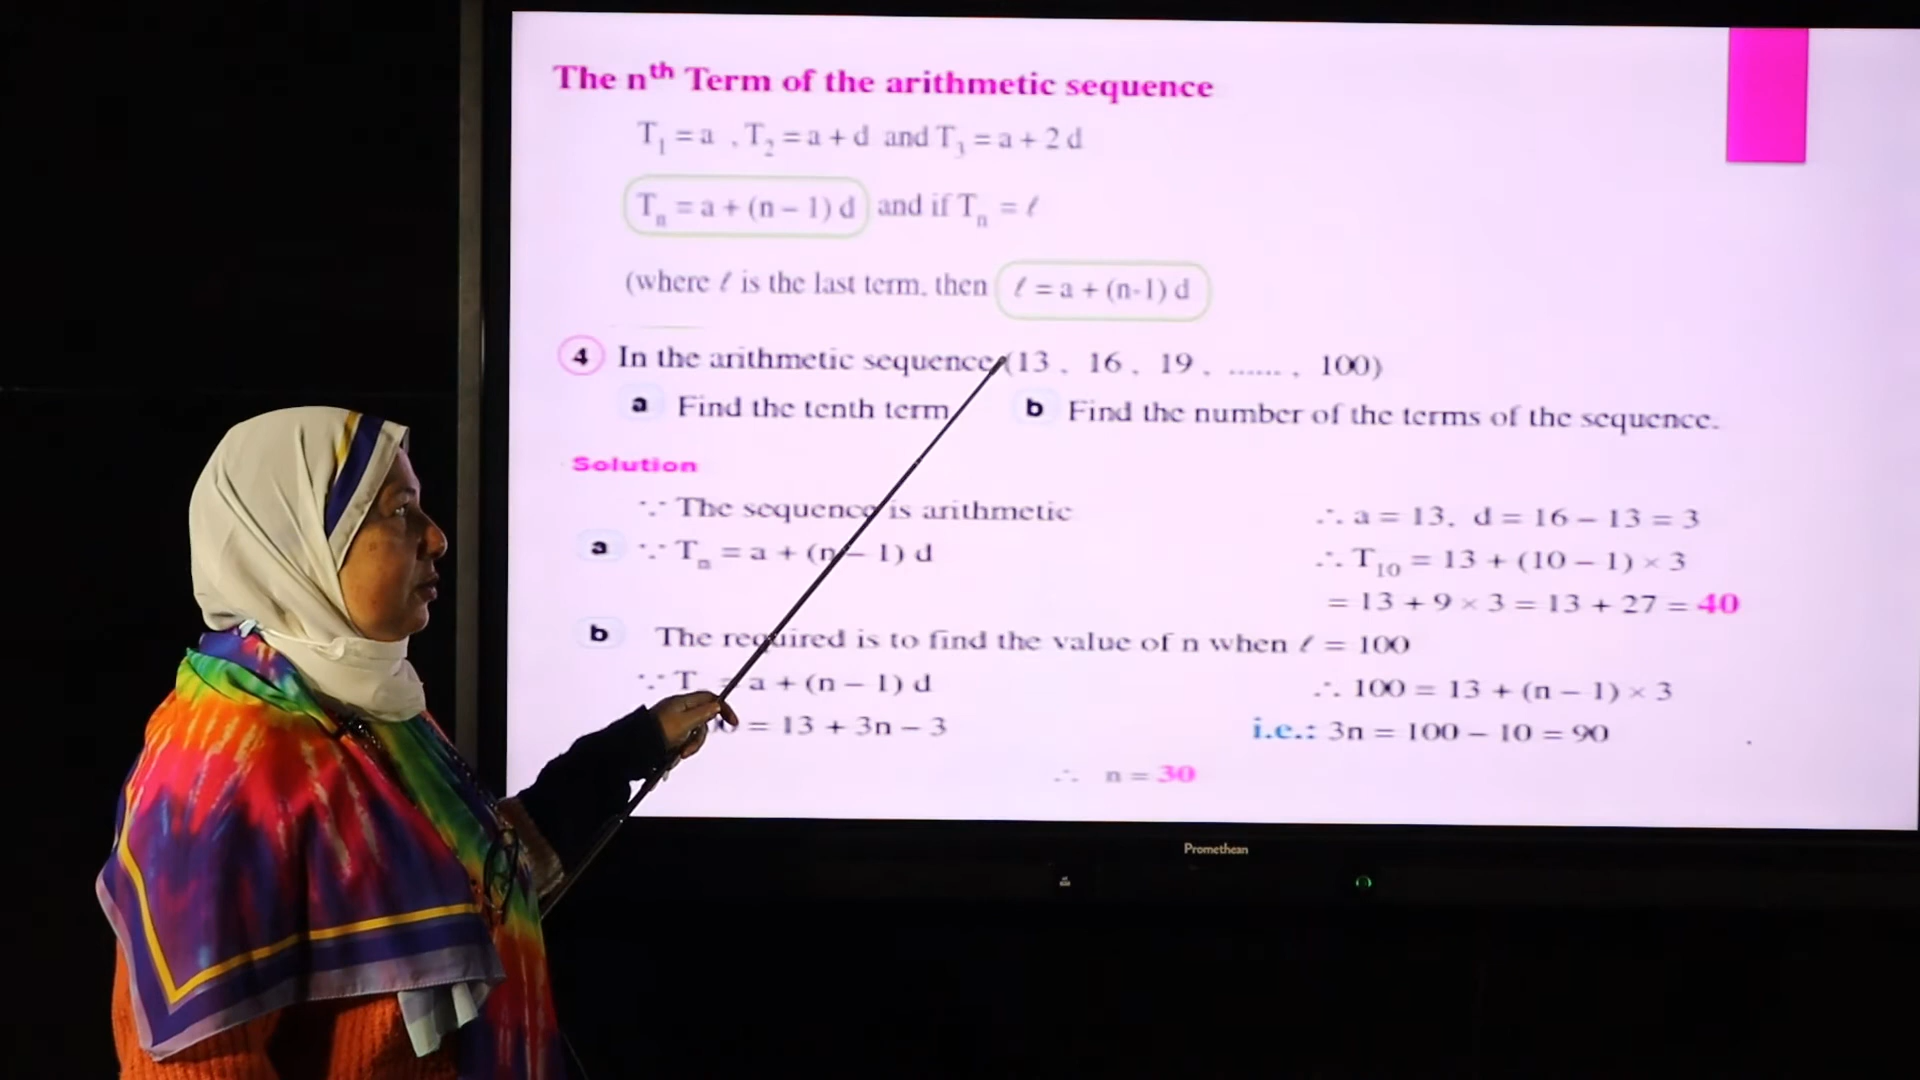 The nth Term of the arithmetic sequence
T1 = a , T2 = a + d and T3 = a + 2 d
Tn = a + (n – 1) d and if Tn = ℓ
(where ℓ is the last term, then ℓ = a + (n-1) d
4 In the arithmetic sequence (13 , 16 , 19 , ...... , 100)
a Find the tenth term b Find the number of the terms of the sequence.
Solution
∵ The sequence is arithmetic ∴ a = 13, d = 16 – 13 = 3
a ∵ Tn = a + (n – 1) d ∴ T10 = 13 + (10 – 1) × 3
= 13 + 9 × 3 = 13 + 27 = 40
b The required is to find the value of n when ℓ = 100
∵ T = a + (n – 1) d ∴ 100 = 13 + (n – 1) × 3
= 13 + 3n – 3 i.e.: 3n = 100 – 10 = 90
∴ n = 30
Promethean